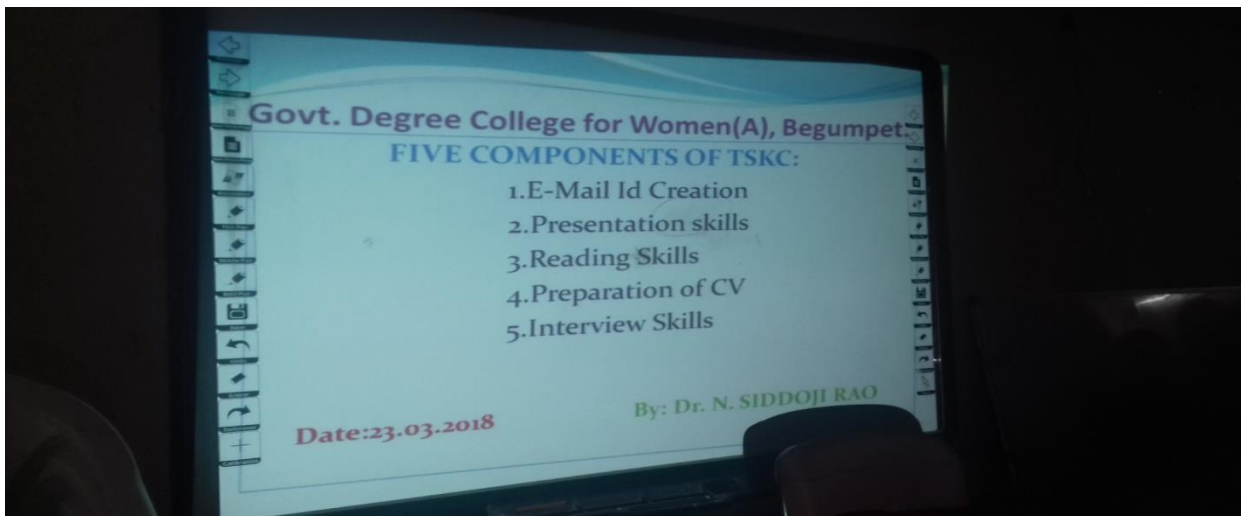 Govt. Degree College for Women(A), Begumpet.
FIVE COMPONENTS OF TSKC:
1.E-Mail Id Creation
2.Presentation skills
3.Reading Skills
4.Preparation of CV
5.Interview Skills
By: Dr. N. SIDDOJI RAO
Date:23.03.2018